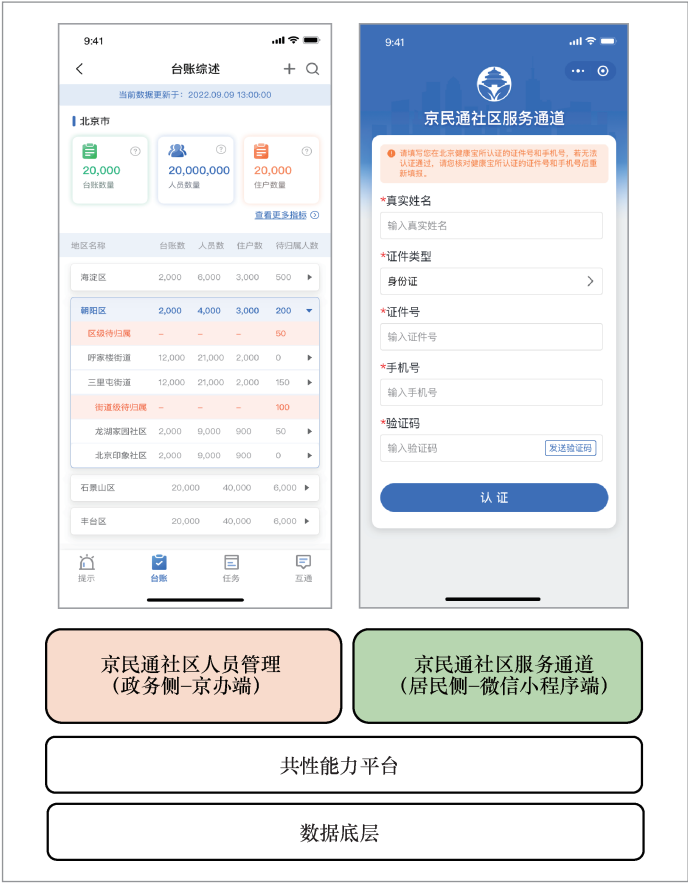 9:41
台账综述
当前数据更新于：2022.09.09 13:00:00
北京市
20,000
台账数量
20,000,000
人员数量
20,000
住户数量
查看更多指标
地区名称 台账数 人员数 住户数 待归属人数
海淀区 2,000 6,000 3,000 500
朝阳区 2,000 4,000 3,000 200
区级待归属 – – – 50
呼家楼街道 12,000 21,000 2,000 0
三里屯街道 12,000 21,000 2,000 150
街道级待归属 – – – 100
龙湖家园社区 2,000 9,000 900 50
北京印象社区 2,000 9,000 900 0
石景山区 20,000 40,000 6,000
丰台区 20,000 40,000 6,000
提示 台账 任务 互通
9:41
京民通社区服务通道
请填写您在北京健康宝所认证的证件号和手机号，若无法
认证通过，请您核对健康宝所认证的证件号和手机号后重
新填报。
*真实姓名
输入真实姓名
*证件类型
身份证
*证件号
输入证件号
*手机号
输入手机号
*验证码
输入验证码 发送验证码
认 证
京民通社区人员管理
（政务侧–京办端）
京民通社区服务通道
（居民侧–微信小程序端）
共性能力平台
数据底层